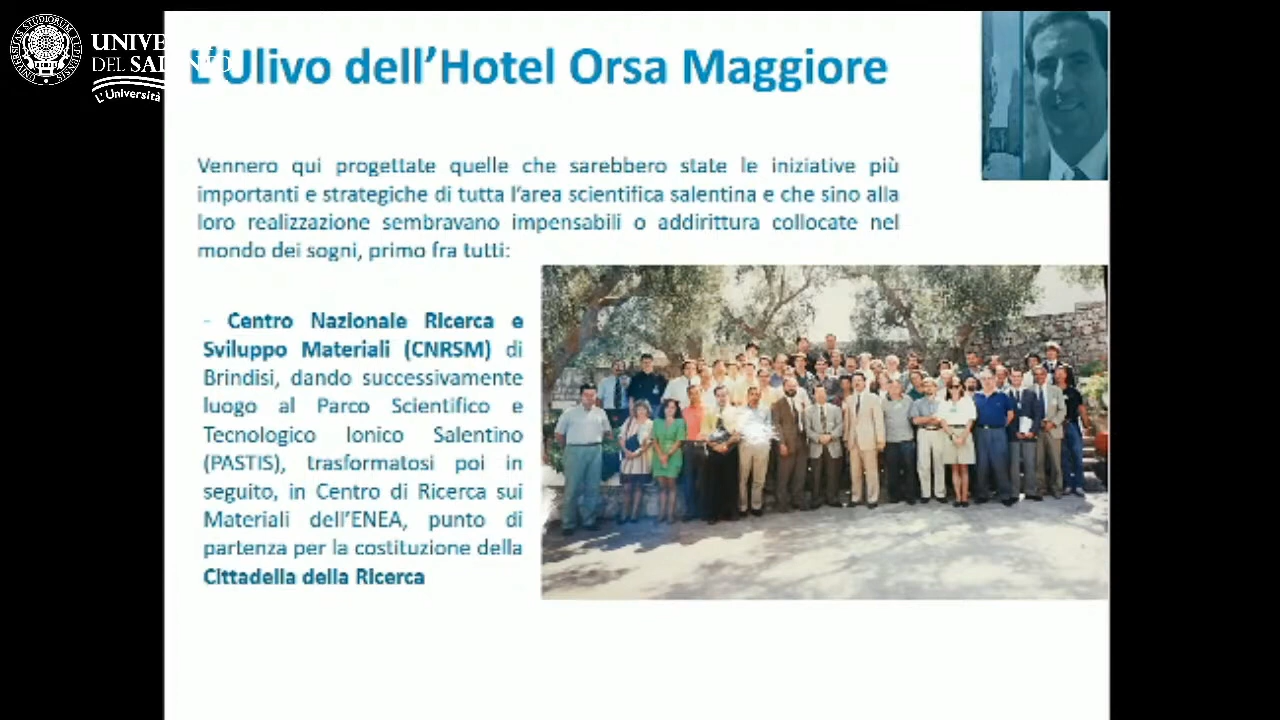 UNIVE
DEL SALENTO
L'Università
L'Ulivo dell'Hotel Orsa Maggiore
Vennero qui progettate quelle che sarebbero state le iniziative più
importanti e strategiche di tutta l'area scientifica salentina e che sino alla
loro realizzazione sembravano impensabili o addirittura collocate nel
mondo dei sogni, primo fra tutti:
- Centro Nazionale Ricerca e
Sviluppo Materiali (CNRSM) di
Brindisi, dando successivamente
luogo al Parco Scientifico e
Tecnologico Ionico Salentino
(PASTIS), trasformatosi poi in
seguito, in Centro di Ricerca sui
Materiali dell'ENEA, punto di
partenza per la costituzione della
Cittadella della Ricerca